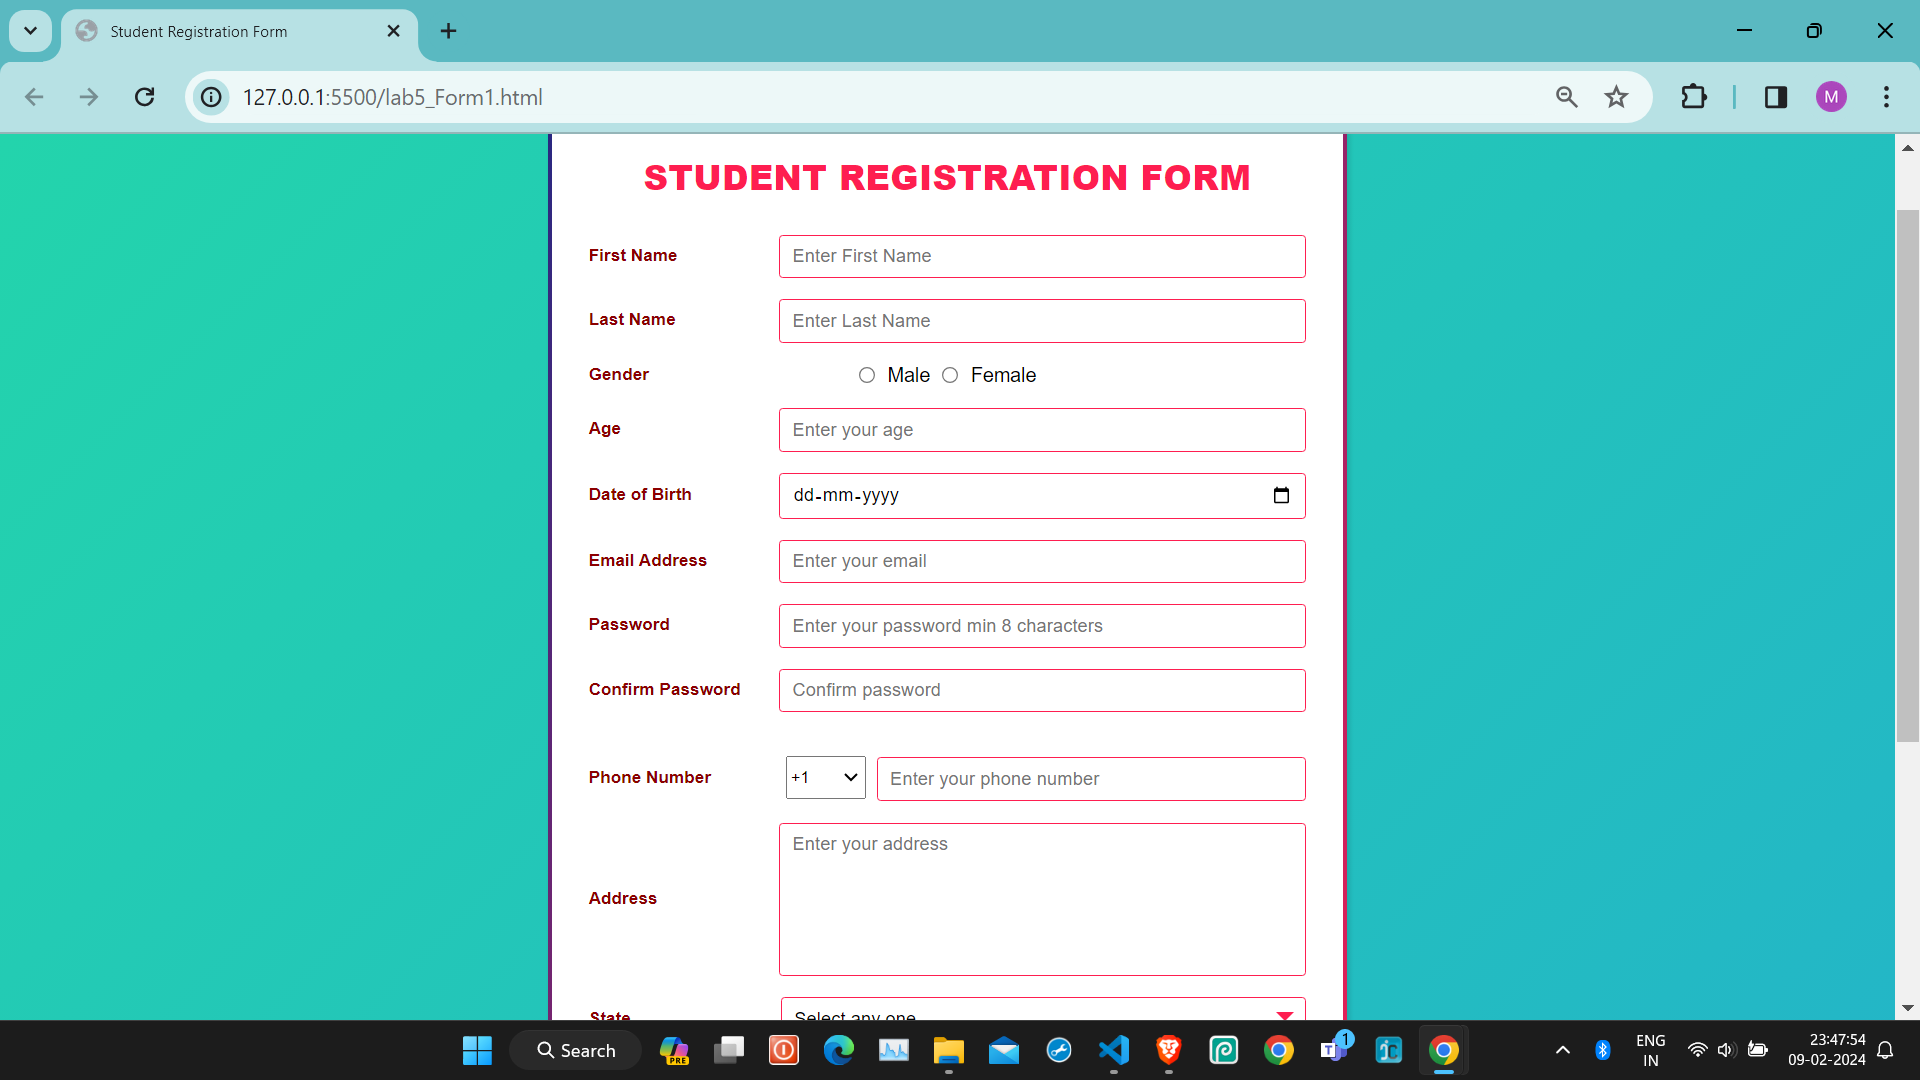 Student Registration Form
127.0.0.1:5500/lab5_Form1.html
M
STUDENT REGISTRATION FORM
First Name
Enter First Name
Last Name
Enter Last Name
Gender
Male
Female
Age
Enter your age
Date of Birth
dd-mm-yyyy
Email Address
Enter your email
Password
Enter your password min 8 characters
Confirm Password
Confirm password
Phone Number
+1
Enter your phone number
Address
Enter your address
State
Select any one
Search
PRE
T
1
ENG
IN
23:47:54
09-02-2024